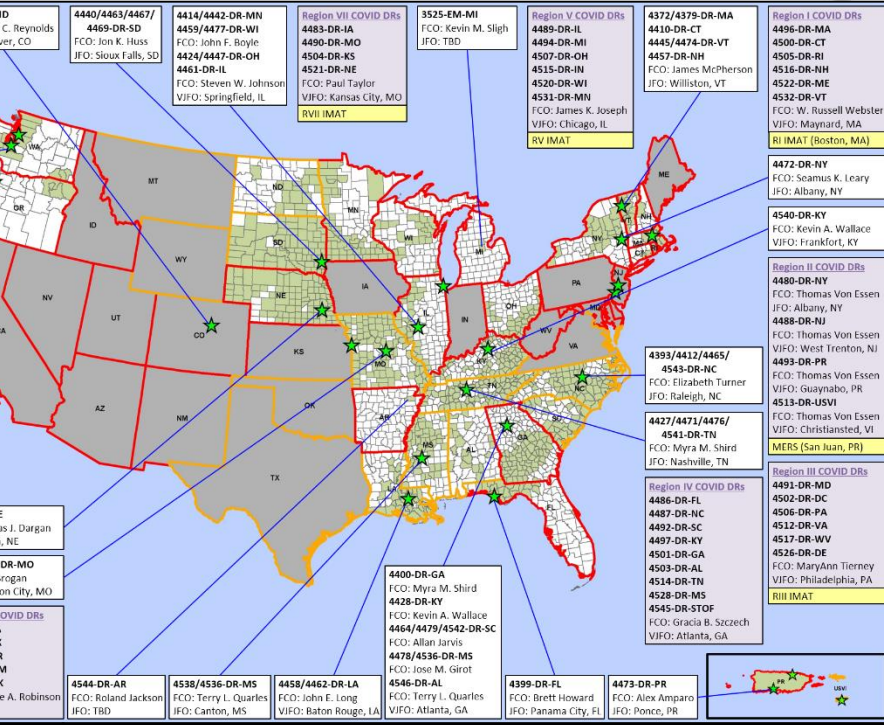 ID
C. Reynolds
ver, CO
4440/4463/4467/
4469-DR-SD
FCO: Jon K. Huss
JFO: Sioux Falls, SD
4414/4442-DR-MN
4459/4477-DR-WI
FCO: John F. Boyle
4424/4447-DR-OH
4461-DR-IL
FCO: Steven W. Johnson
VJFO: Springfield, IL
Region VII COVID DRs
4483-DR-IA
4490-DR-MO
4504-DR-KS
4521-DR-NE
FCO: Paul Taylor
VJFO: Kansas City, MO
RVII IMAT
3525-EM-MI
FCO: Kevin M. Sligh
JFO: TBD
Region V COVID DRs
4489-DR-IL
4494-DR-MI
4507-DR-OH
4515-DR-IN
4520-DR-WI
4531-DR-MN
FCO: James K. Joseph
VJFO: Chicago, IL
RV IMAT
4372/4379-DR-MA
4410-DR-CT
4445/4474-DR-VT
4457-DR-NH
FCO: James McPherson
JFO: Williston, VT
Region I COVID DRs
4496-DR-MA
4500-DR-CT
4505-DR-RI
4516-DR-NH
4522-DR-ME
4532-DR-VT
FCO: W. Russell Webster
VJFO: Maynard, MA
RI IMAT (Boston, MA)
4472-DR-NY
FCO: Seamus K. Leary
JFO: Albany, NY
4540-DR-KY
FCO: Kevin A. Wallace
VJFO: Frankfort, KY
Region II COVID DRs
4480-DR-NY
FCO: Thomas Von Essen
JFO: Albany, NY
4488-DR-NJ
FCO: Thomas Von Essen
VJFO: West Trenton, NJ
4493-DR-PR
FCO: Thomas Von Essen
VJFO: Guaynabo, PR
4513-DR-USVI
FCO: Thomas Von Essen
VJFO: Christiansted, VI
MERS (San Juan, PR)
WA
OR
MT
ID
ND
MN
SD
WI
WY
NE
IA
NV
UT
CO
KS
MO
IL
MI
IN
OH
PA
NY
VT
NH
ME
MA
CT
NJ
MD
WV
VA
KY
TN
NC
SC
CA
AZ
NM
OK
AR
TX
LA
MS
AL
GA
FL
4393/4412/4465/
4543-DR-NC
FCO: Elizabeth Turner
JFO: Raleigh, NC
4427/4471/4476/
4541-DR-TN
FCO: Myra M. Shird
JFO: Nashville, TN
Region IV COVID DRs
4486-DR-FL
4487-DR-NC
4492-DR-SC
4497-DR-KY
4501-DR-GA
4503-DR-AL
4514-DR-TN
4528-DR-MS
4545-DR-STOF
FCO: Gracia B. Szczech
VJFO: Atlanta, GA
Region III COVID DRs
4491-DR-MD
4502-DR-DC
4506-DR-PA
4512-DR-VA
4517-DR-WV
4526-DR-DE
FCO: MaryAnn Tierney
VJFO: Philadelphia, PA
RIII IMAT
E
as J. Dargan
, NE
DR-MO
Brogan
on City, MO
OVID DRs
R
M
X
e A. Robinson
4544-DR-AR
FCO: Roland Jackson
JFO: TBD
4538/4536-DR-MS
FCO: Terry L. Quarles
JFO: Canton, MS
4458/4462-DR-LA
FCO: John E. Long
VJFO: Baton Rouge, LA
4400-DR-GA
FCO: Myra M. Shird
4428-DR-KY
FCO: Kevin A. Wallace
4464/4479/4542-DR-SC
FCO: Allan Jarvis
4478/4536-DR-MS
FCO: Jose M. Girot
4546-DR-AL
FCO: Terry L. Quarles
VJFO: Atlanta, GA
4399-DR-FL
FCO: Brett Howard
JFO: Panama City, FL
4473-DR-PR
FCO: Alex Amparo
JFO: Ponce, PR
PR
USVI